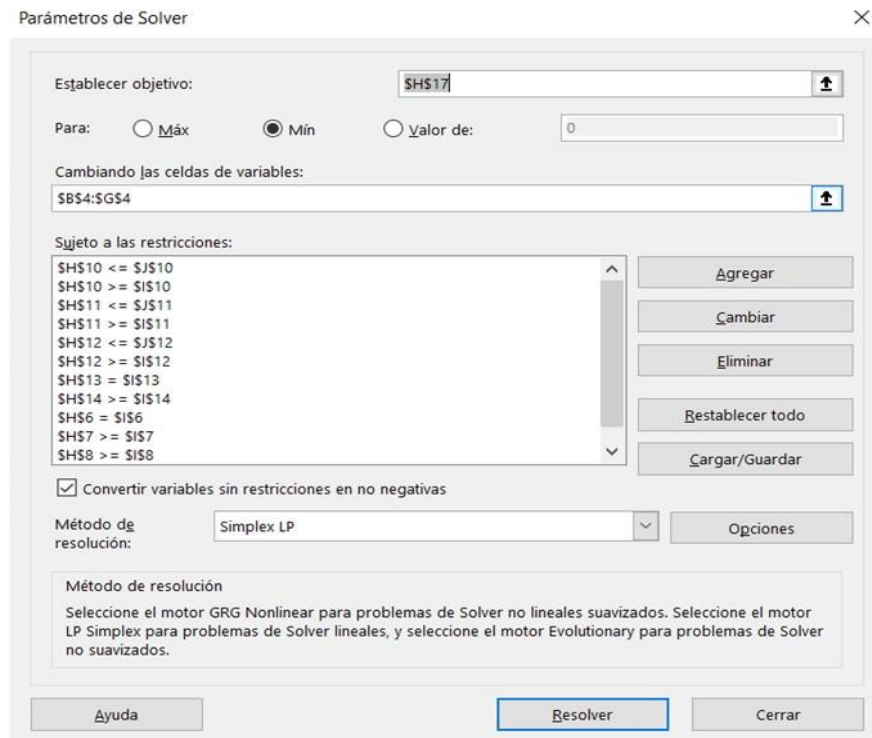 Parámetros de Solver
Establecer objetivo:
$H$17
Para:
Máx
Mín
Valor de:
0
Cambiando las celdas de variables:
$B$4:$G$4
Sujeto a las restricciones:
$H$10 <= $J$10
$H$10 >= $I$10
$H$11 <= $J$11
$H$11 >= $I$11
$H$12 <= $J$12
$H$12 >= $I$12
$H$13 = $I$13
$H$14 >= $I$14
$H$6 = $I$6
$H$7 >= $I$7
$H$8 >= $I$8
Agregar
Cambiar
Eliminar
Restablecer todo
Cargar/Guardar
Convertir variables sin restricciones en no negativas
Método de
resolución:
Simplex LP
Opciones
Método de resolución
Seleccione el motor GRG Nonlinear para problemas de Solver no lineales suavizados. Seleccione el motor
LP Simplex para problemas de Solver lineales, y seleccione el motor Evolutionary para problemas de Solver
no suavizados.
Ayuda
Resolver
Cerrar